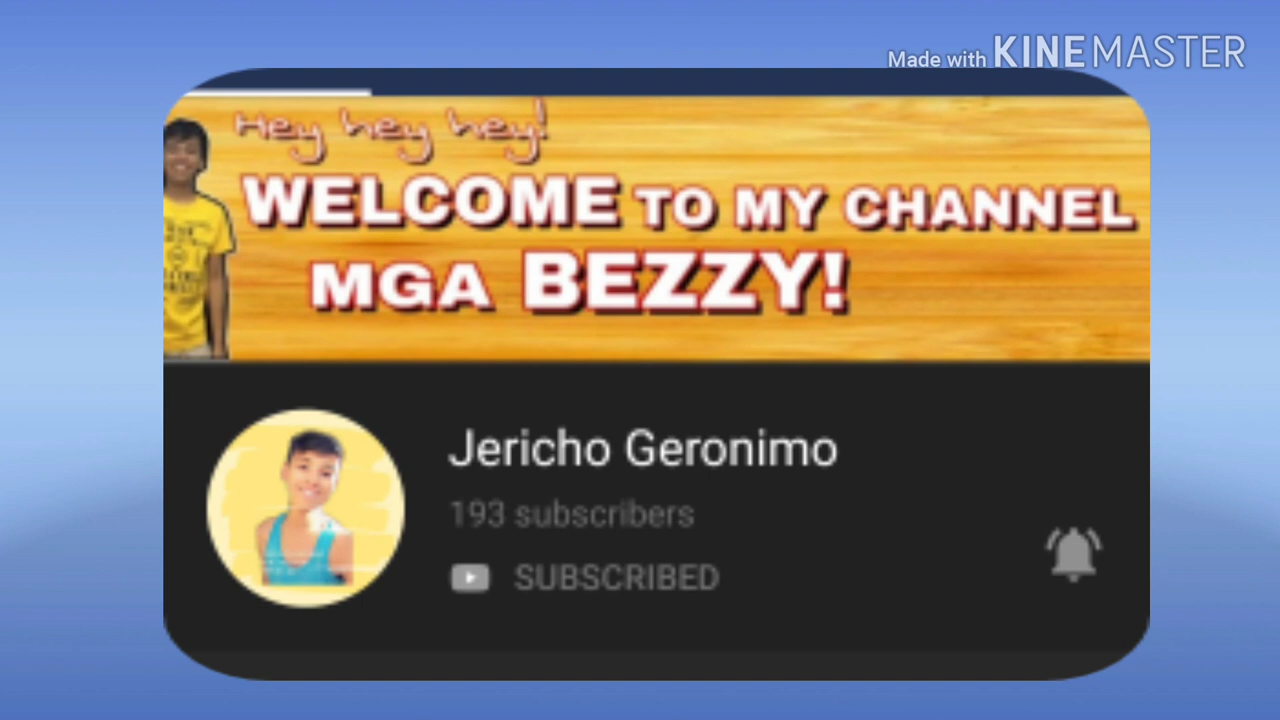 Made with KINEMASTER
Hey hey hey!
WELCOME TO MY CHANNEL
MGA BEZZY!
Jericho Geronimo
193 subscribers
SUBSCRIBED